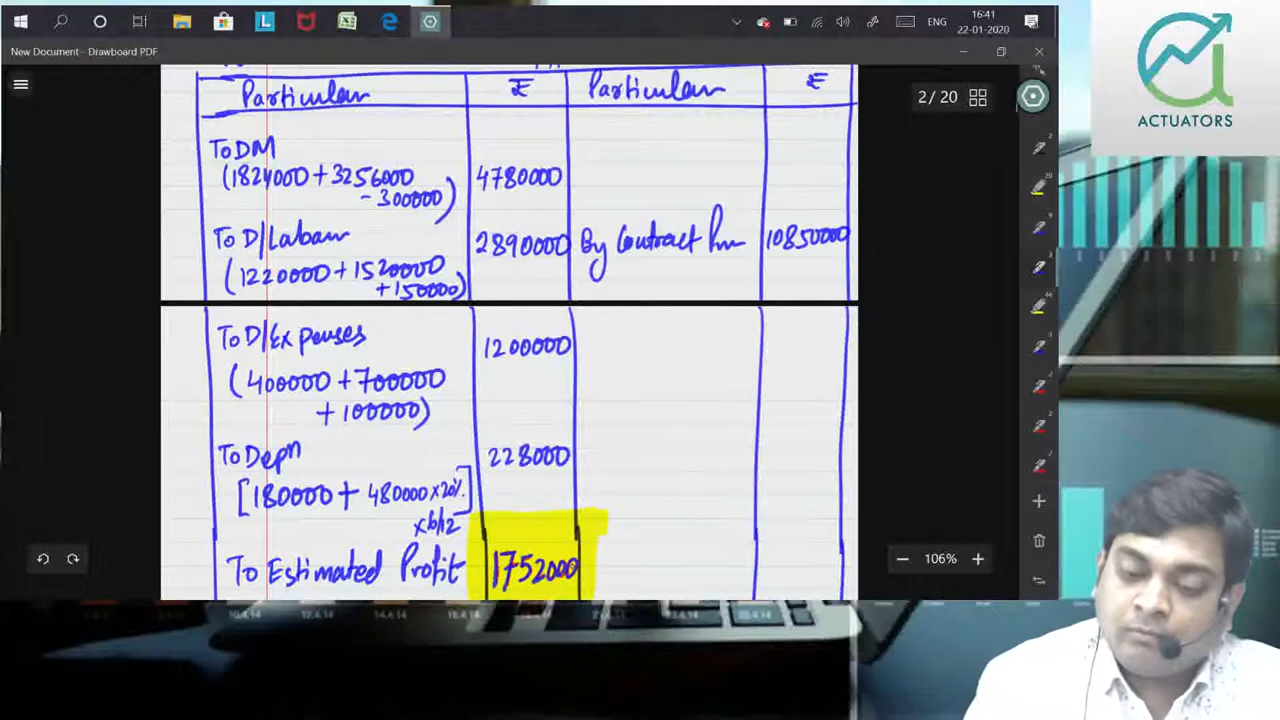 16:41
ENG
22-01-2020
New Document - Drawboard PDF
ACTUATORS
2 / 20
Particular ₹ Particular ₹
To DM
(1824000 + 3256000 4780000
- 300000)
To D/Labour 2890000 By Contract 10850000
(1220000 + 1520000
+ 150000)
To D/Expenses 1200000
(400000 + 700000
+ 100000)
To Depn 228000
[180000 + 480000 x 20%
x 6/12]
To Estimated Profit 1752000
106%